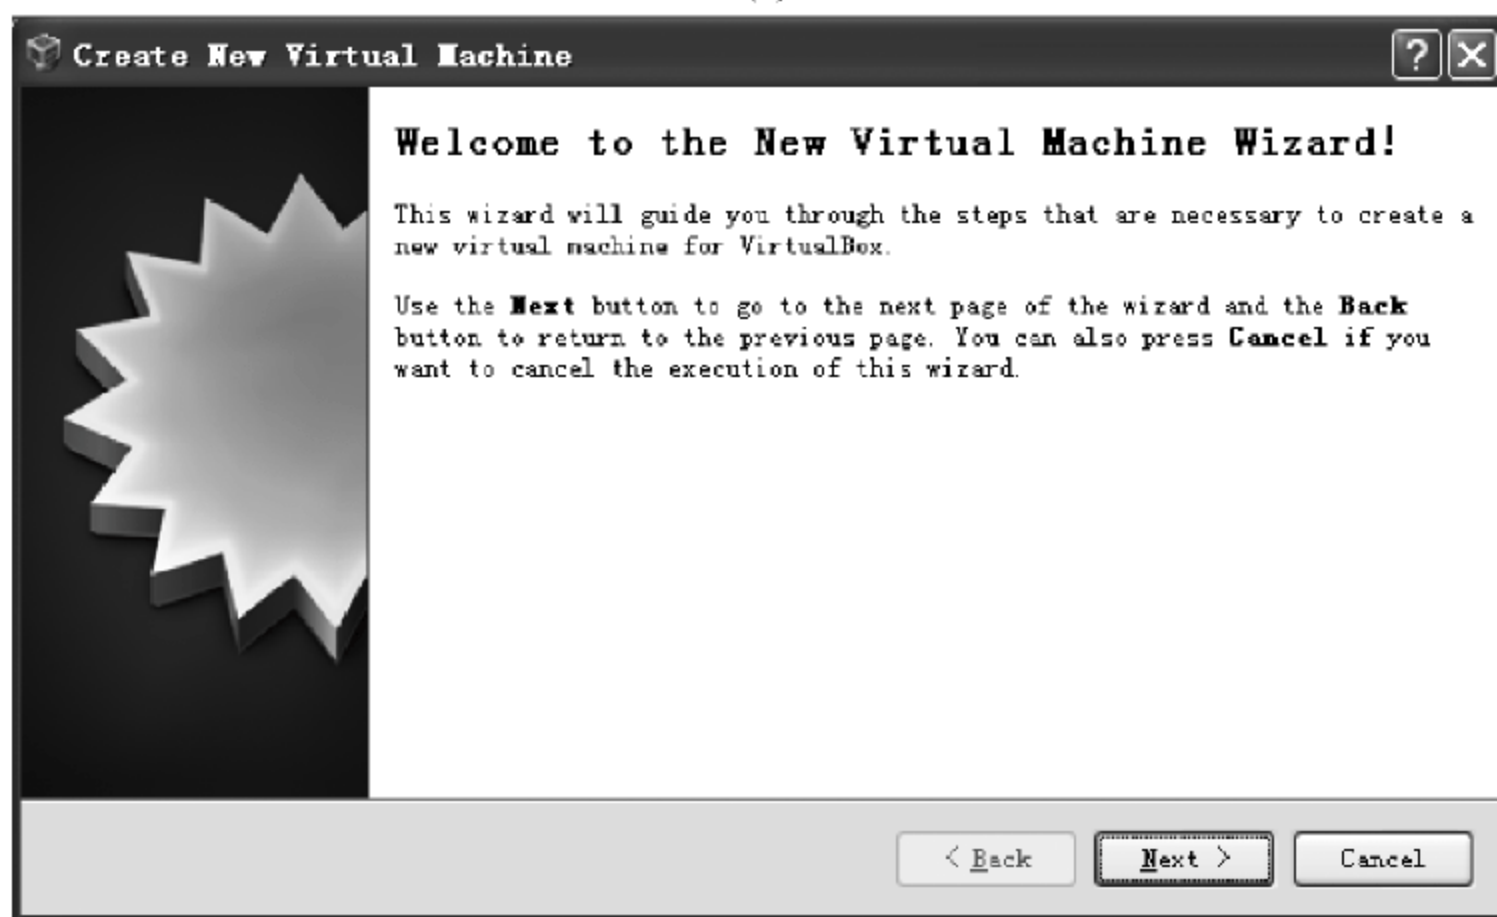 Create New Virtual Machine
Welcome to the New Virtual Machine Wizard!
This wizard will guide you through the steps that are necessary to create a
new virtual machine for VirtualBox.
Use the Next button to go to the next page of the wizard and the Back
button to return to the previous page. You can also press Cancel if you
want to cancel the execution of this wizard.
< Back
Next >
Cancel